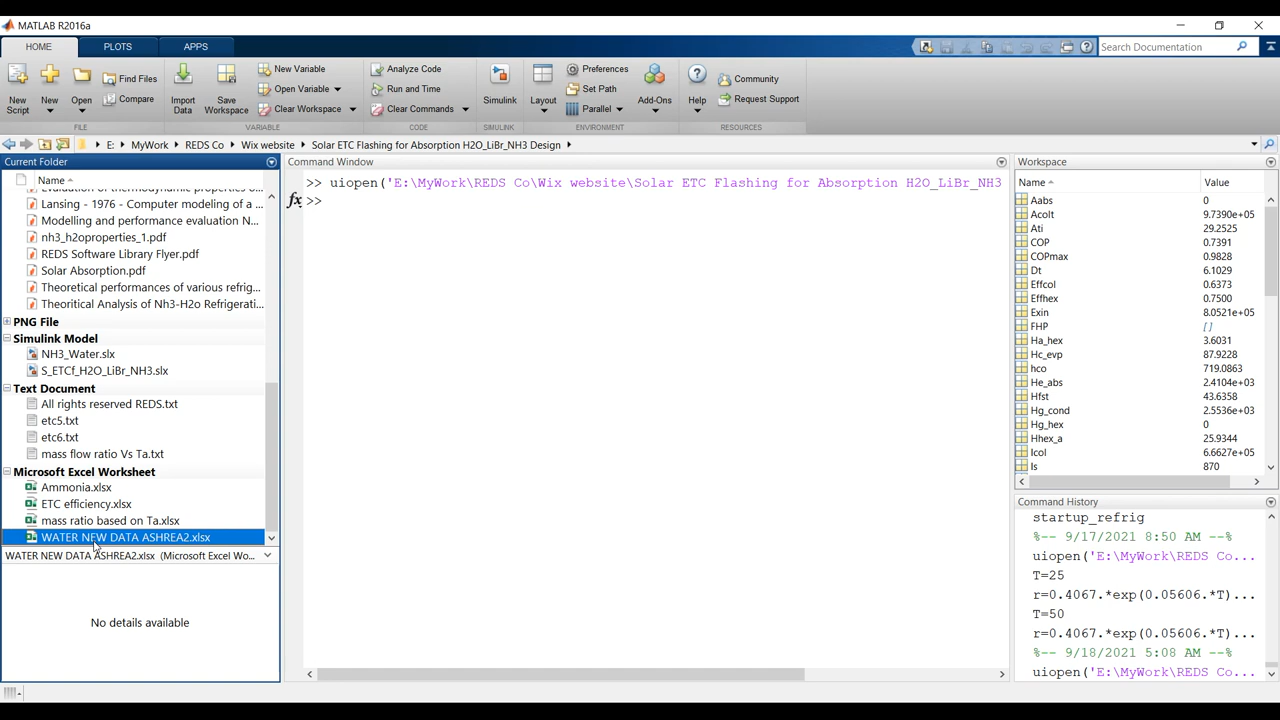 MATLAB R2016a
HOME
PLOTS
APPS
Search Documentation
New Script
New
Open
Find Files
Compare
Import Data
Save Workspace
New Variable
Open Variable
Clear Workspace
Analyze Code
Run and Time
Clear Commands
Simulink
Layout
Preferences
Set Path
Parallel
Add-Ons
Help
Community
Request Support
FILE
VARIABLE
CODE
SIMULINK
ENVIRONMENT
RESOURCES
E: MyWork REDS Co Wix website Solar ETC Flashing for Absorption H2O_LiBr_NH3 Design
Current Folder
Name
Lansing - 1976 - Computer modeling of a ...
Modelling and performance evaluation N...
nh3_h2oproperties_1.pdf
REDS Software Library Flyer.pdf
Solar Absorption.pdf
Theoretical performances of various refrig...
Theoritical Analysis of Nh3-H2o Refrigerati...
PNG File
Simulink Model
NH3_Water.slx
S_ETCf_H2O_LiBr_NH3.slx
Text Document
All rights reserved REDS.txt
etc5.txt
etc6.txt
mass flow ratio Vs Ta.txt
Microsoft Excel Worksheet
Ammonia.xlsx
ETC efficiency.xlsx
mass ratio based on Ta.xlsx
WATER NEW DATA ASHREA2.xlsx
WATER NEW DATA ASHREA2.xlsx (Microsoft Excel Wo...
No details available
Command Window
>> uiopen('E:\MyWork\REDS Co\Wix website\Solar ETC Flashing for Absorption H2O_LiBr_NH3
fx >>
Workspace
Name Value
Aabs 0
Acolt 9.7390e+05
Ati 29.2525
COP 0.7391
COPmax 0.9828
Dt 6.1029
Effcol 0.6373
Effhex 0.7500
Exin 8.0521e+05
FHP []
Ha_hex 3.6031
Hc_evp 87.9228
hco 719.0863
He_abs 2.4104e+03
Hfst 43.6358
Hg_cond 2.5536e+03
Hg_hex 0
Hhex_a 25.9344
Icol 6.6627e+05
Is 870
Command History
startup_refrig
%-- 9/17/2021 8:50 AM --%
uiopen('E:\MyWork\REDS Co...
T=25
r=0.4067.*exp(0.05606.*T)...
T=50
r=0.4067.*exp(0.05606.*T)...
%-- 9/18/2021 5:08 AM --%
uiopen('E:\MyWork\REDS Co...